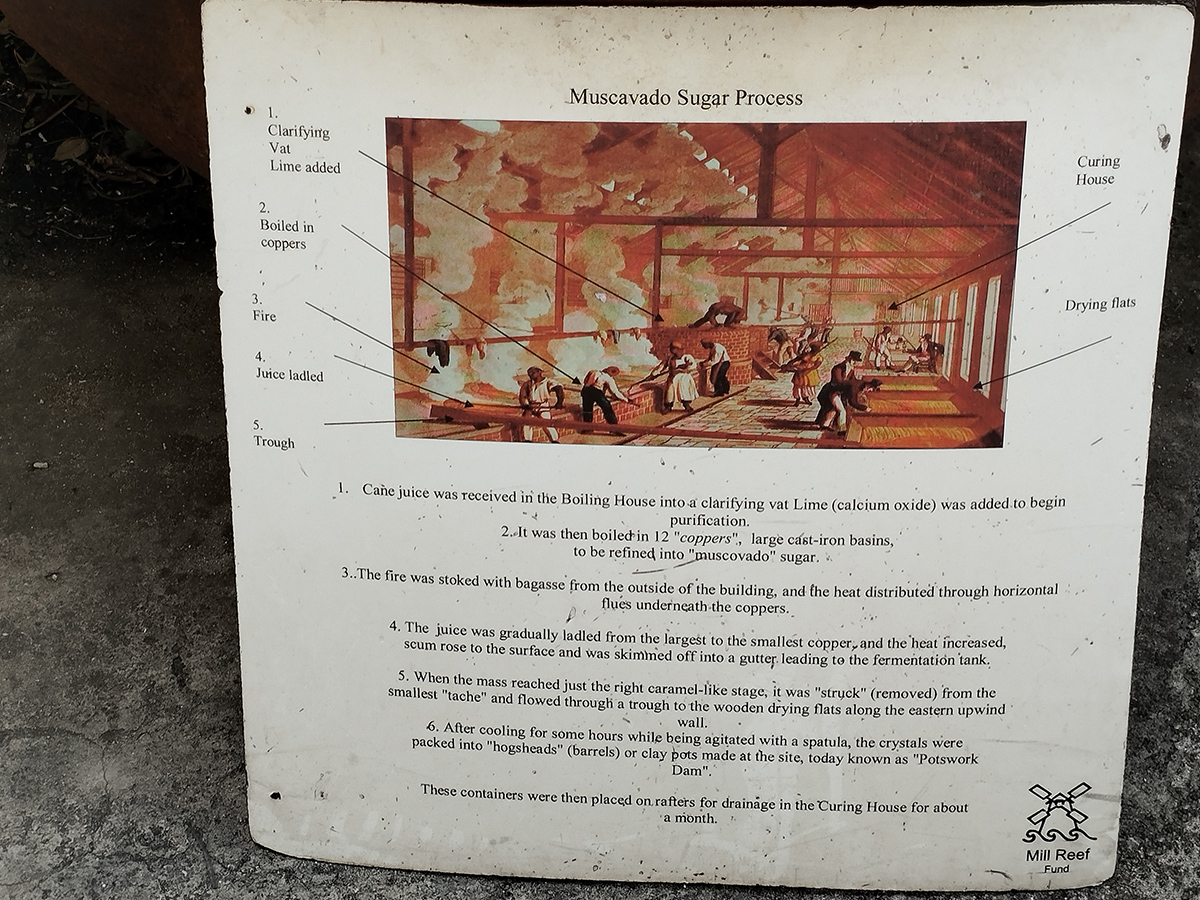 Muscavado Sugar Process
1.
Clarifying
Vat
Lime added
2.
Boiled in
coppers
3.
Fire
4.
Juice ladled
5.
Trough
Curing
House
Drying flats
1. Cane juice was received in the Boiling House into a clarifying vat Lime (calcium oxide) was added to begin
purification.
2. It was then boiled in 12 "coppers", large cast-iron basins,
to be refined into "muscovado" sugar.
3..The fire was stoked with bagasse from the outside of the building, and the heat distributed through horizontal
flues underneath the coppers.
4. The juice was gradually ladled from the largest to the smallest copper, and the heat increased,
scum rose to the surface and was skimmed off into a gutter leading to the fermentation tank.
5. When the mass reached just the right caramel-like stage, it was "struck" (removed) from the
smallest "tache" and flowed through a trough to the wooden drying flats along the eastern upwind
wall.
6. After cooling for some hours while being agitated with a spatula, the crystals were
packed into "hogsheads" (barrels) or clay pots made at the site, today known as "Potswork
Dam".
These containers were then placed on rafters for drainage in the Curing House for about
a month.
Mill Reef
Fund